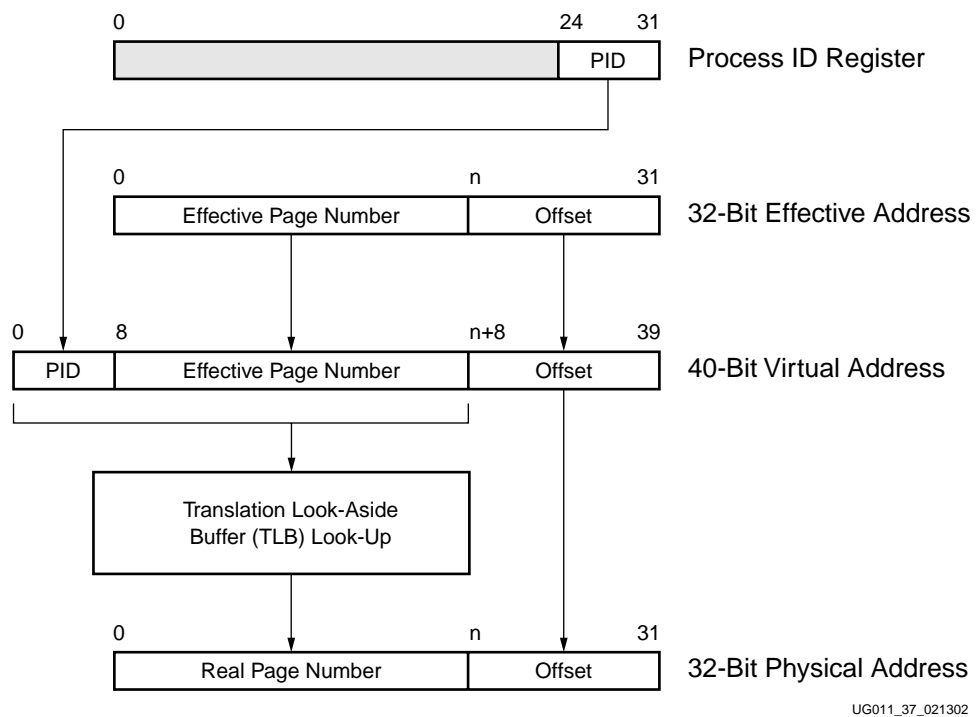 0 24 31
PID Process ID Register
0 n 31
Effective Page Number Offset 32-Bit Effective Address
0 8 n+8 39
PID Effective Page Number Offset 40-Bit Virtual Address
Translation Look-Aside
Buffer (TLB) Look-Up
0 n 31
Real Page Number Offset 32-Bit Physical Address
UG011_37_021302